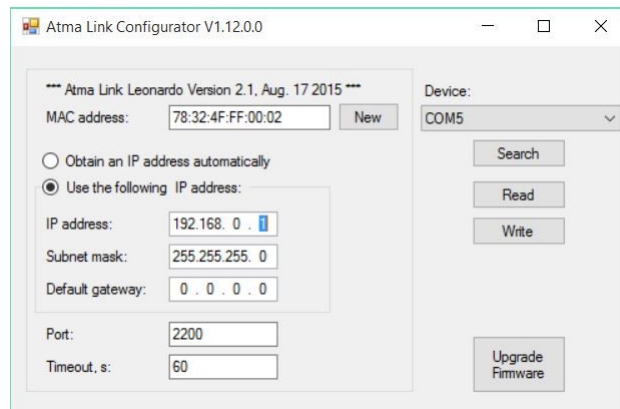 Atma Link Configurator V1.12.0.0
*** Atma Link Leonardo Version 2.1, Aug. 17 2015 ***
MAC address: 78:32:4F:FF:00:02 New
Obtain an IP address automatically
Use the following IP address:
IP address: 192.168. 0 . 1
Subnet mask: 255.255.255. 0
Default gateway: 0 . 0 . 0 . 0
Port: 2200
Timeout, s: 60
Device:
COM5
Search
Read
Write
Upgrade
Firmware